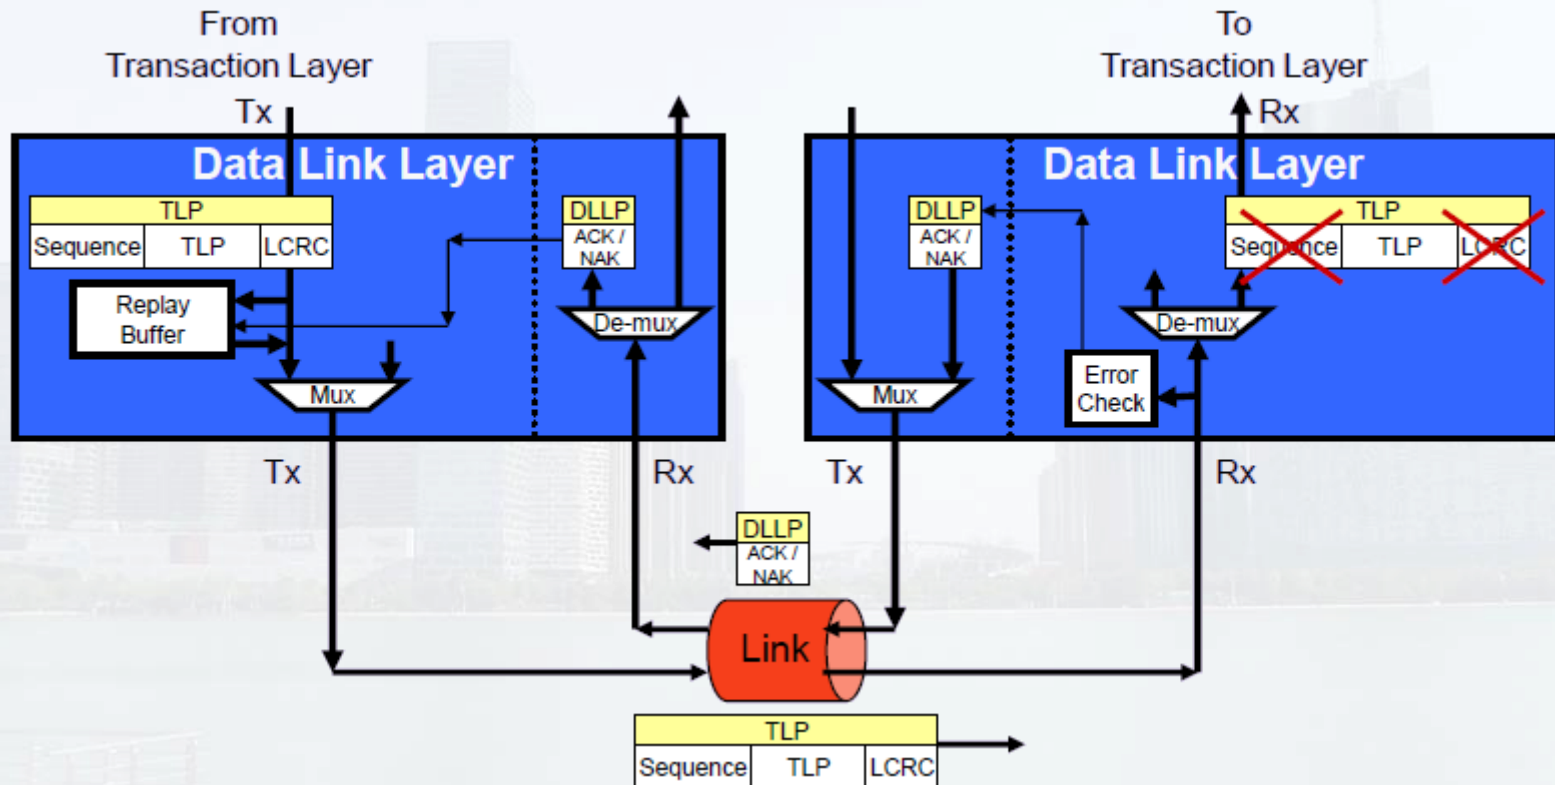 From
Transaction Layer
Tx
To
Transaction Layer
Rx
Data Link Layer
TLP
Sequence TLP LCRC
Replay
Buffer
Mux
DLLP
ACK /
NAK
De-mux
Data Link Layer
DLLP
ACK /
NAK
Mux
TLP
Sequence TLP LCRC
De-mux
Error
Check
Tx
Rx
Tx
Rx
DLLP
ACK /
NAK
Link
TLP
Sequence TLP LCRC